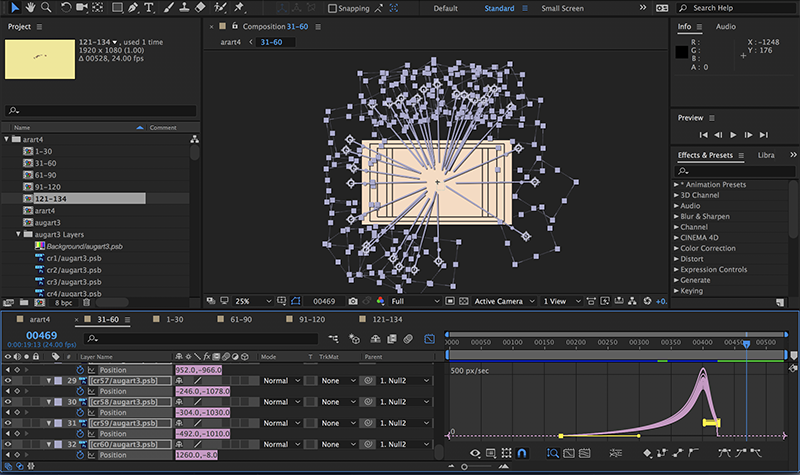 Snapping
Default
Standard
Small Screen
Search Help
Project
121-134 , used 1 time
1920 x 1080 (1.00)
Δ 00528, 24.00 fps
Name
Comment
arart4
1-30
31-60
61-90
91-120
121-134
arart4
augart3
augart3 Layers
Background/augart3.psb
cr1/augart3.psb
cr2/augart3.psb
cr3/augart3.psb
cr4/augart3.psb
8 bpc
Composition 31-60
arart4
31-60
25%
00469
Full
Active Camera
1 View
+0.
Info
Audio
R :
G :
B :
A : 0
X : -1248
Y : 176
Preview
Effects & Presets
Libra
* Animation Presets
3D Channel
Audio
Blur & Sharpen
Channel
CINEMA 4D
Color Correction
Distort
Expression Controls
Generate
Keying
arart4
31-60
1-30
61-90
91-120
121-134
00469
0:00:19:13 (24.00 fps)
#
Layer Name
Mode
T
TrkMat
Parent
Position
952.0,-966.0
29
[cr57/augart3.psb]
Normal
None
1. Null2
Position
-246.0,-1078.0
30
[cr58/augart3.psb]
Normal
None
1. Null2
Position
-304.0,-1030.0
31
[cr59/augart3.psb]
Normal
None
1. Null2
Position
-492.0,-1010.0
32
[cr60/augart3.psb]
Normal
None
1. Null2
Position
1260.0,-8.0
0000
00100
00200
00300
00400
00500
500 px/sec
0